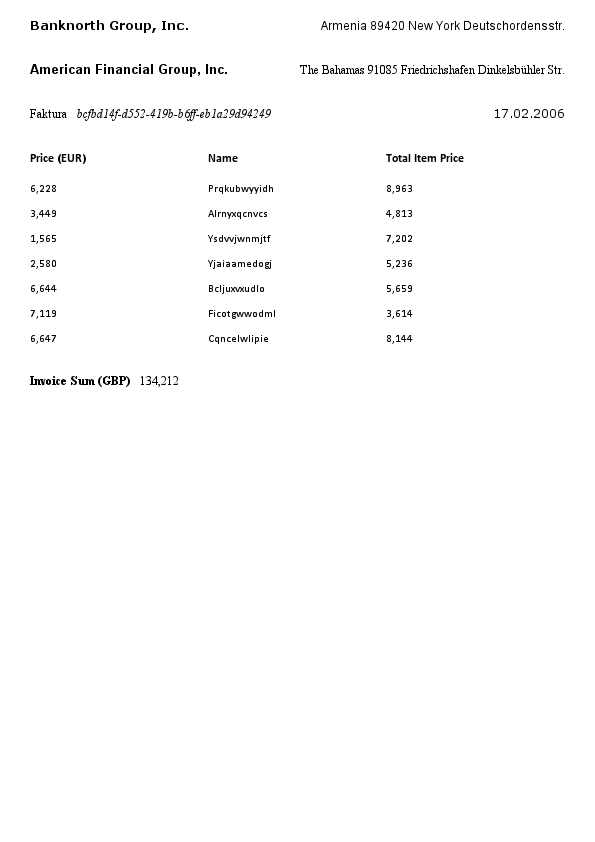 Banknorth Group, Inc. Armenia 89420 New York Deutschordensstr.
American Financial Group, Inc. The Bahamas 91085 Friedrichshafen Dinkelsbühler Str.
Faktura bcfbd14f-d552-419b-b6ff-eb1a29d94249 17.02.2006
Price (EUR) Name Total Item Price
6,228 Prqkubwyyidh 8,963
3,449 Alrnyxqcnvcs 4,813
1,565 Ysdvvjwnmjtf 7,202
2,580 Yjaiaamedogj 5,236
6,644 Bcljuxvxudlo 5,659
7,119 Ficotgwwodml 3,614
6,647 Cqncelwlipie 8,144
Invoice Sum (GBP) 134,212